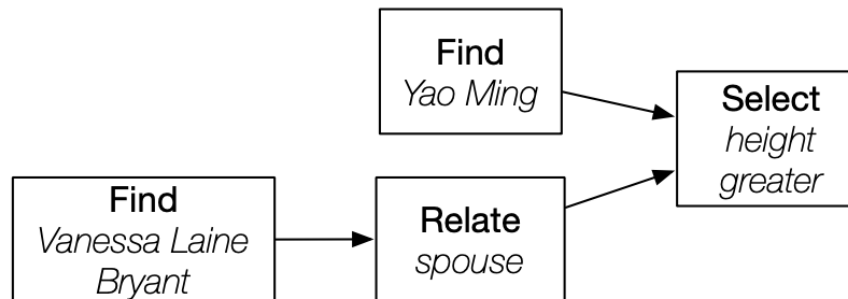 Find
Yao Ming
Select
height
greater
Find
Vanessa Laine
Bryant
Relate
spouse